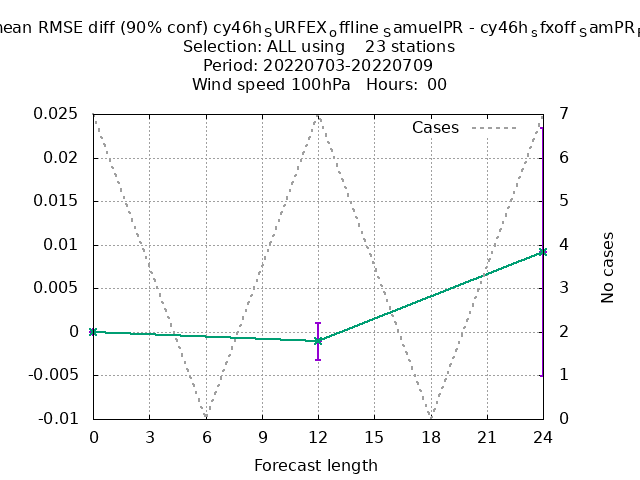 nean RMSE diff (90% conf) cy46h_SURFEX_offline_SamuelPR - cy46h_sfxoff_SamPR
Selection: ALL using 23 stations
Period: 20220703-20220709
Wind speed 100hPa Hours: 00
0.025
0.02
0.015
0.01
0.005
0
-0.005
-0.01
7
6
5
4
3
2
1
0
Cases
No cases
0 3 6 9 12 15 18 21 24
Forecast length